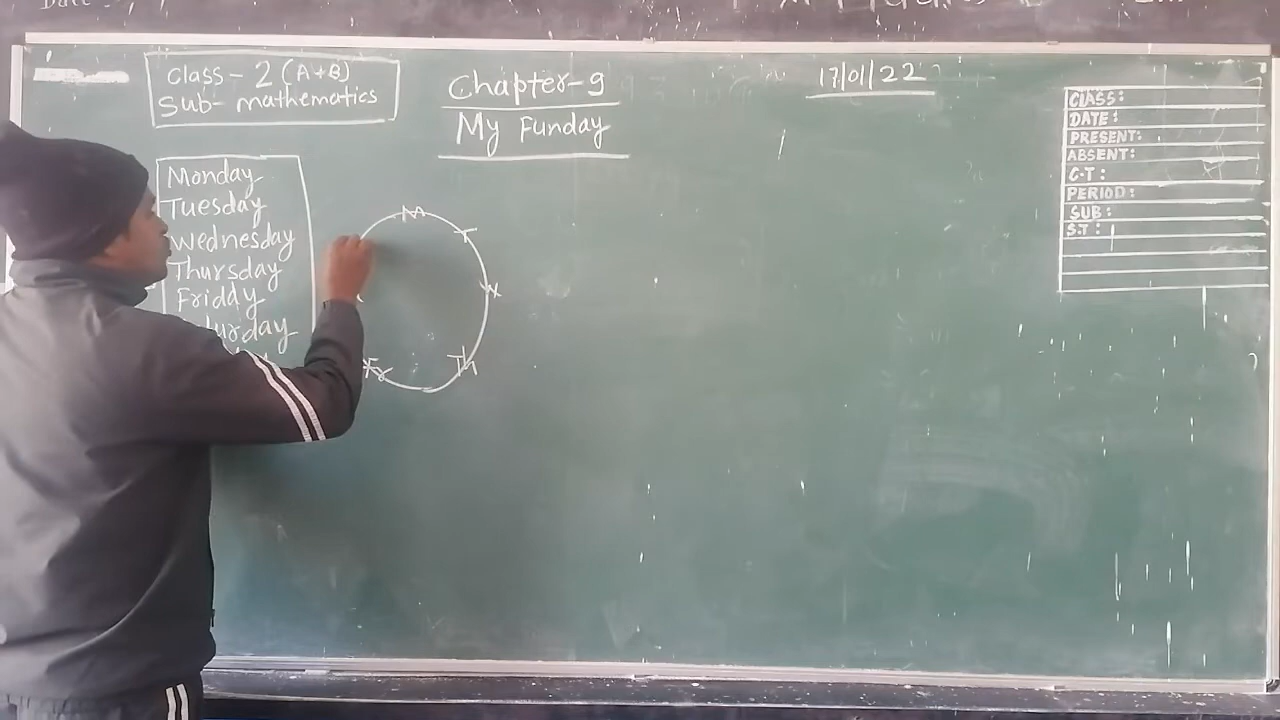 Class - 2 (A+B)
Sub - mathematics
Chapter-9
My Funday
17/01/22
CLASS:
DATE:
PRESENT:
ABSENT:
C.T:
PERIOD:
SUB:
S.T:
Monday
Tuesday
Wednesday
Thursday
Friday
M
T
W
Th
Fr